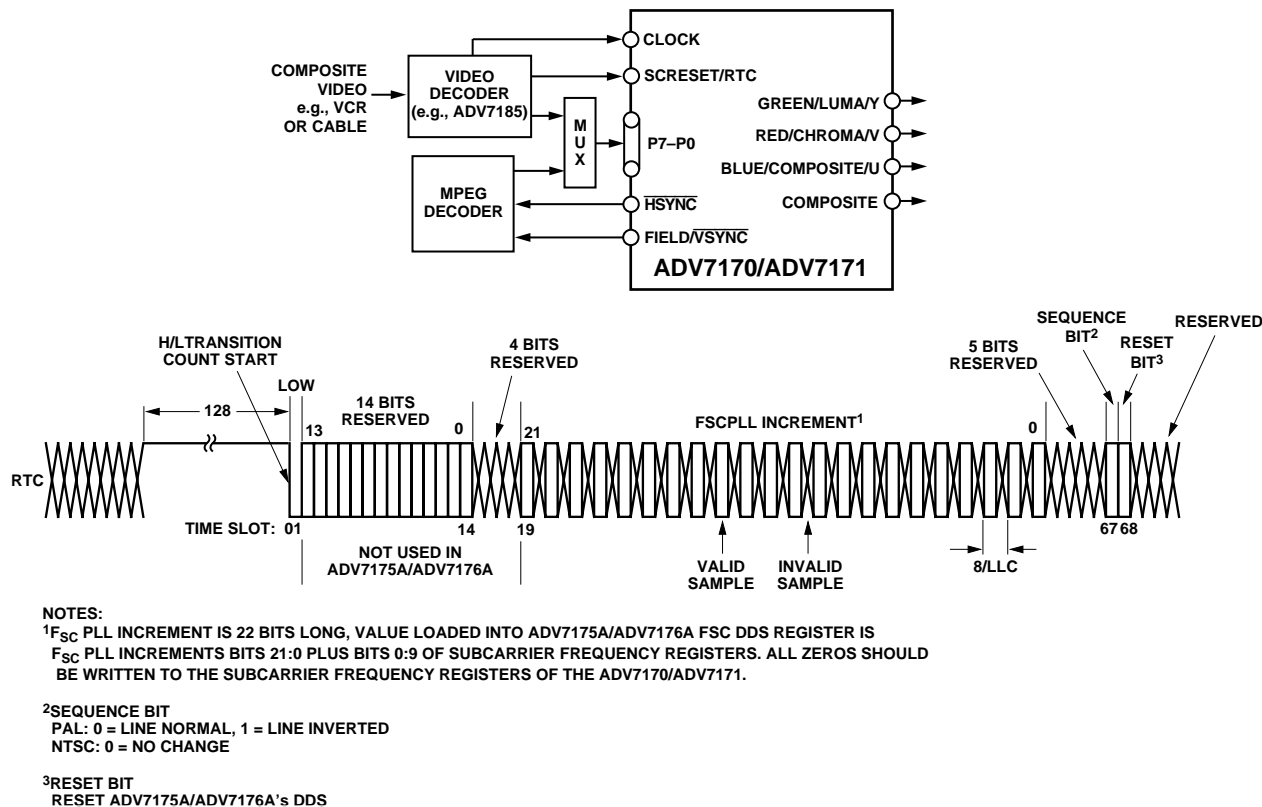 CLOCK
COMPOSITE
VIDEO
e.g., VCR
OR CABLE
VIDEO
DECODER
(e.g., ADV7185)
SCRESET/RTC
MUX
P7–P0
GREEN/LUMA/Y
RED/CHROMA/V
BLUE/COMPOSITE/U
COMPOSITE
MPEG
DECODER
HSYNC
FIELD/VSYNC
ADV7170/ADV7171
H/LTRANSITION
COUNT START
LOW
128
13
14 BITS
RESERVED
0
4 BITS
RESERVED
21
FSCPLL INCREMENT1
0
5 BITS
RESERVED
SEQUENCE
BIT2
RESET
BIT3
RESERVED
RTC
TIME SLOT: 01
14
19
67 68
NOT USED IN
ADV7175A/ADV7176A
VALID
SAMPLE
INVALID
SAMPLE
8/LLC
NOTES:
1FSC PLL INCREMENT IS 22 BITS LONG, VALUE LOADED INTO ADV7175A/ADV7176A FSC DDS REGISTER IS
FSC PLL INCREMENTS BITS 21:0 PLUS BITS 0:9 OF SUBCARRIER FREQUENCY REGISTERS. ALL ZEROS SHOULD
BE WRITTEN TO THE SUBCARRIER FREQUENCY REGISTERS OF THE ADV7170/ADV7171.
2SEQUENCE BIT
PAL: 0 = LINE NORMAL, 1 = LINE INVERTED
NTSC: 0 = NO CHANGE
3RESET BIT
RESET ADV7175A/ADV7176A's DDS